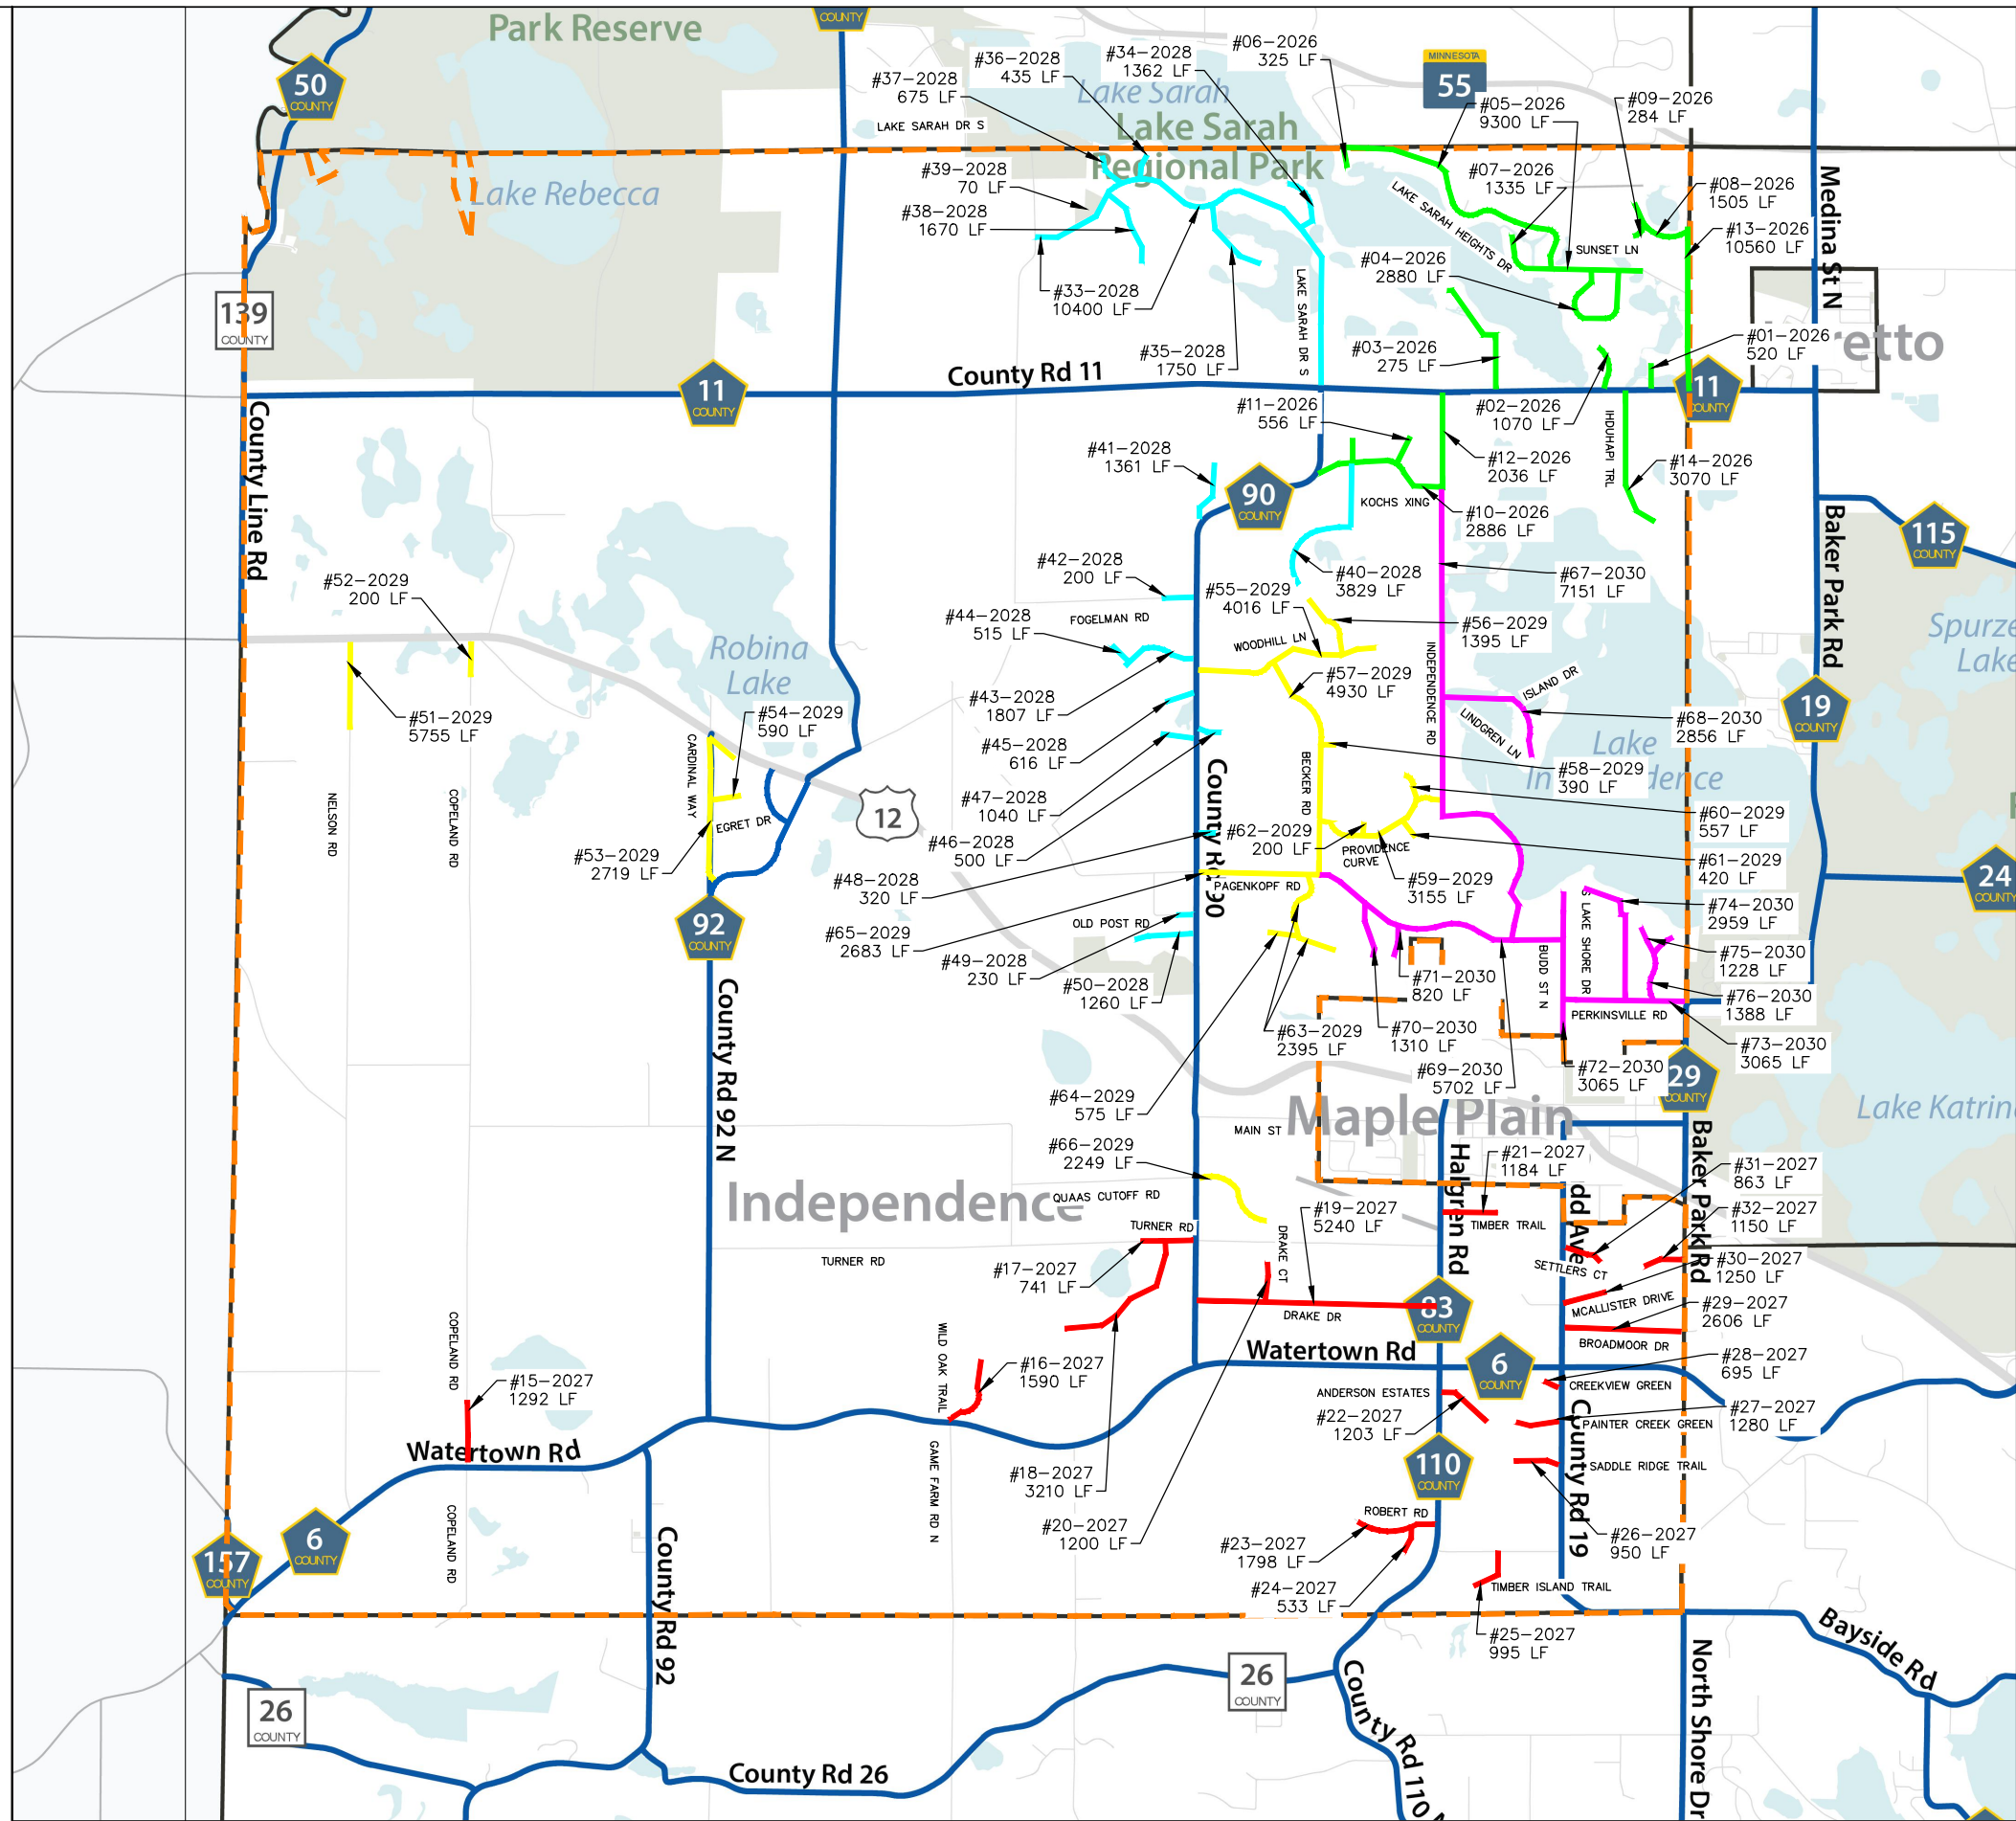 Park Reserve
COUNTY
50
COUNTY
#37-2028
675 LF
#36-2028
435 LF
#34-2028
1362 LF
#06-2026
325 LF
MINNESOTA
55
Lake Sarah
Lake Sarah
Regional Park
LAKE SARAH DR S
#05-2026
9300 LF
#09-2026
284 LF
#39-2028
70 LF
#38-2028
1670 LF
#07-2026
1335 LF
#08-2026
1505 LF
#13-2026
10560 LF
Lake Rebecca
LAKE SARAH HEIGHTS DR
SUNSET LN
#04-2026
2880 LF
Medina St N
139
COUNTY
#33-2028
10400 LF
LAKE SARAH DR S
#35-2028
1750 LF
#03-2026
275 LF
#01-2026
520 LF
etto
County Rd 11
11
COUNTY
11
COUNTY
County Line Rd
#11-2026
556 LF
#02-2026
1070 LF
IHDUHAPI TRL
#41-2028
1361 LF
#12-2026
2036 LF
#14-2026
3070 LF
90
COUNTY
KOCHS XING
#10-2026
2886 LF
115
COUNTY
Baker Park Rd
#52-2029
200 LF
#42-2028
200 LF
#40-2028
3829 LF
#67-2030
7151 LF
#55-2029
4016 LF
FOGELMAN RD
#44-2028
515 LF
#56-2029
1395 LF
WOODHILL LN
INDEPENDENCE RD
Robina
Lake
Spurze
Lake
#57-2029
4930 LF
ISLAND DR
LINDGREN LN
#43-2028
1807 LF
#51-2029
5755 LF
#54-2029
590 LF
#68-2030
2856 LF
19
COUNTY
#45-2028
616 LF
Lake
In dence
#58-2029
390 LF
CARDINAL WAY
BECKER RD
NELSON RD
COPELAND RD
EGRET DR
12
#47-2028
1040 LF
County Rd 90
#60-2029
557 LF
#46-2028
500 LF
#62-2029
200 LF
PROVIDENCE
CURVE
#53-2029
2719 LF
#61-2029
420 LF
#48-2028
320 LF
PAGENKOPF RD
#59-2029
3155 LF
24
COUNTY
92
COUNTY
OLD POST RD
#65-2029
2683 LF
#74-2030
2959 LF
S LAKE SHORE DR
BUDD ST N
#75-2030
1228 LF
#49-2028
230 LF
#50-2028
1260 LF
#71-2030
820 LF
#76-2030
1388 LF
County Rd 92 N
PERKINSVILLE RD
#63-2029
2395 LF
#70-2030
1310 LF
#73-2030
3065 LF
#69-2030
5702 LF
#72-2030
3065 LF
29
COUNTY
#64-2029
575 LF
Maple Plain
Lake Katrin
MAIN ST
#66-2029
2249 LF
Halgren Rd
#21-2027
1184 LF
Baker Park Rd
#31-2027
863 LF
Independence
QUAAS CUTOFF RD
TURNER RD
TURNER RD
#19-2027
5240 LF
TIMBER TRAIL
dd Ave
#32-2027
1150 LF
DRAKE CT
#17-2027
741 LF
SETTLERS CT
#30-2027
1250 LF
83
COUNTY
DRAKE DR
MCALLISTER DRIVE
#29-2027
2606 LF
BROADMOOR DR
COPELAND RD
WILD OAK TRAIL
Watertown Rd
6
COUNTY
#28-2027
695 LF
#16-2027
1590 LF
#15-2027
1292 LF
ANDERSON ESTATES
CREEKVIEW GREEN
#22-2027
1203 LF
#27-2027
1280 LF
PAINTER CREEK GREEN
Watertown Rd
GAME FARM RD N
110
COUNTY
County Rd 19
SADDLE RIDGE TRAIL
#18-2027
3210 LF
COPELAND RD
ROBERT RD
#20-2027
1200 LF
#23-2027
1798 LF
#26-2027
950 LF
6
COUNTY
157
COUNTY
County Rd 92
#24-2027
533 LF
TIMBER ISLAND TRAIL
#25-2027
995 LF
Bayside Rd
North Shore Dr
26
COUNTY
26
COUNTY
County Rd 110 N
County Rd 26